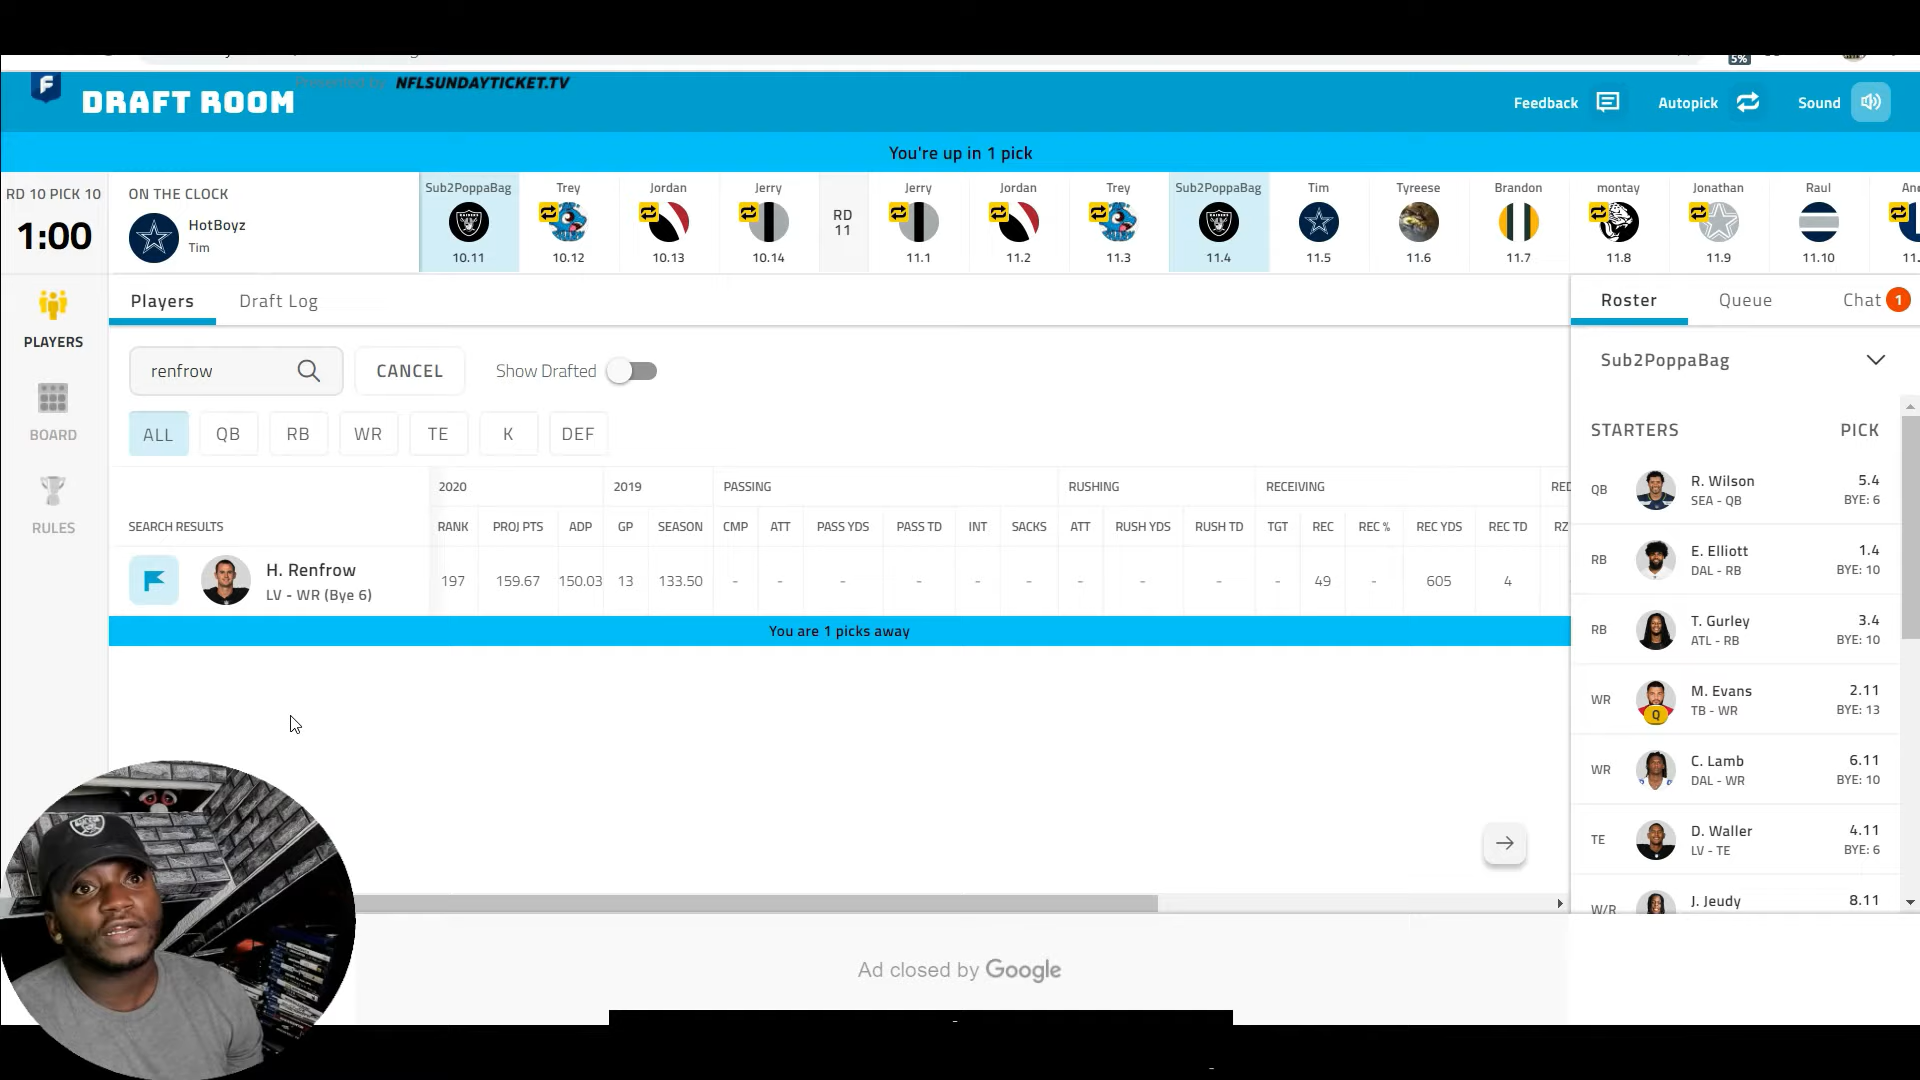 5%
Presented by NFLSUNDAYTICKET.TV
F
DRAFT ROOM
Feedback
Autopick
Sound
You're up in 1 pick
RD 10 PICK 10
1:00
ON THE CLOCK
HotBoyz
Tim
Sub2PoppaBag
10.11
Trey
10.12
Jordan
10.13
Jerry
10.14
RD
11
Jerry
11.1
Jordan
11.2
Trey
11.3
Sub2PoppaBag
11.4
Tim
11.5
Tyreese
11.6
Brandon
11.7
montay
11.8
Jonathan
11.9
Raul
11.10
An
11.
PLAYERS
BOARD
RULES
Players
Draft Log
Roster
Queue
Chat 1
renfrow
CANCEL
Show Drafted
ALL
QB
RB
WR
TE
K
DEF
2020 2019 PASSING RUSHING RECEIVING RED
SEARCH RESULTS RANK PROJ PTS ADP GP SEASON CMP ATT PASS YDS PASS TD INT SACKS ATT RUSH YDS RUSH TD TGT REC REC % REC YDS REC TD RZ
H. Renfrow
LV - WR (Bye 6)
197 159.67 150.03 13 133.50 - - - - - - - - - - 49 - 605 4
You are 1 picks away
Sub2PoppaBag
STARTERS PICK
QB R. Wilson 5.4
SEA - QB BYE: 6
RB E. Elliott 1.4
DAL - RB BYE: 10
RB T. Gurley 3.4
ATL - RB BYE: 10
WR M. Evans 2.11
Q
TB - WR BYE: 13
WR C. Lamb 6.11
DAL - WR BYE: 10
TE D. Waller 4.11
LV - TE BYE: 6
W/R J. Jeudy 8.11
Ad closed by Google